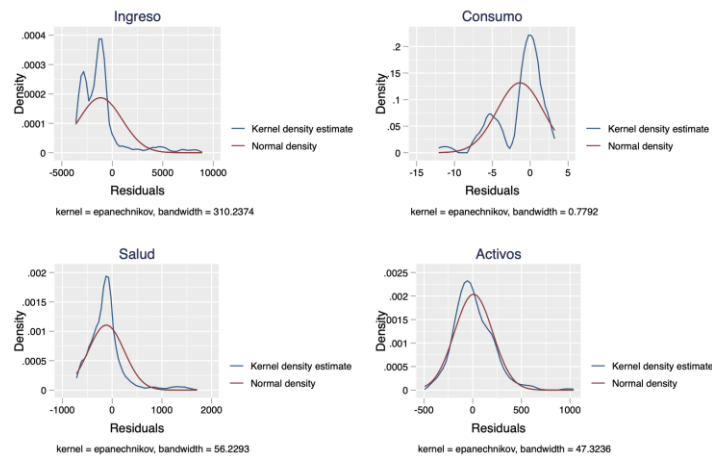 Ingreso
Density
.0004
.0003
.0002
.0001
0
-5000 0 5000 10000
Residuals
Kernel density estimate
Normal density
kernel = epanechnikov, bandwidth = 310.2374
Consumo
Density
.2
.15
.1
.05
0
-15 -10 -5 0 5
Residuals
Kernel density estimate
Normal density
kernel = epanechnikov, bandwidth = 0.7792
Salud
Density
.002
.0015
.001
.0005
0
-1000 0 1000 2000
Residuals
Kernel density estimate
Normal density
kernel = epanechnikov, bandwidth = 56.2293
Activos
Density
.0025
.002
.0015
.001
.0005
0
-500 0 500 1000
Residuals
Kernel density estimate
Normal density
kernel = epanechnikov, bandwidth = 47.3236